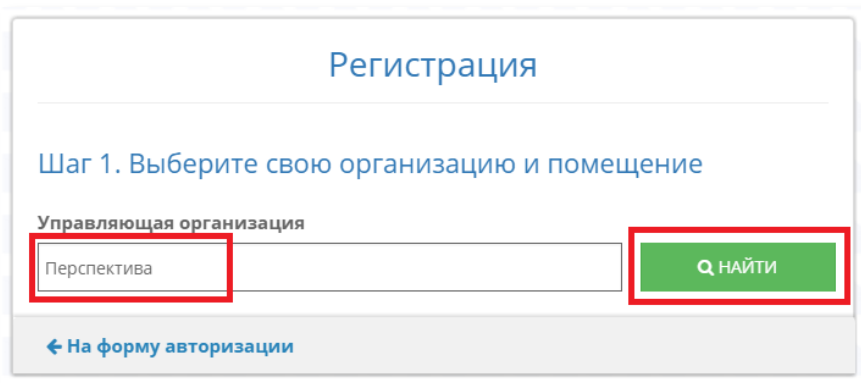 Регистрация
Шаг 1. Выберите свою организацию и помещение
Управляющая организация
Перспектива
НАЙТИ
На форму авторизации